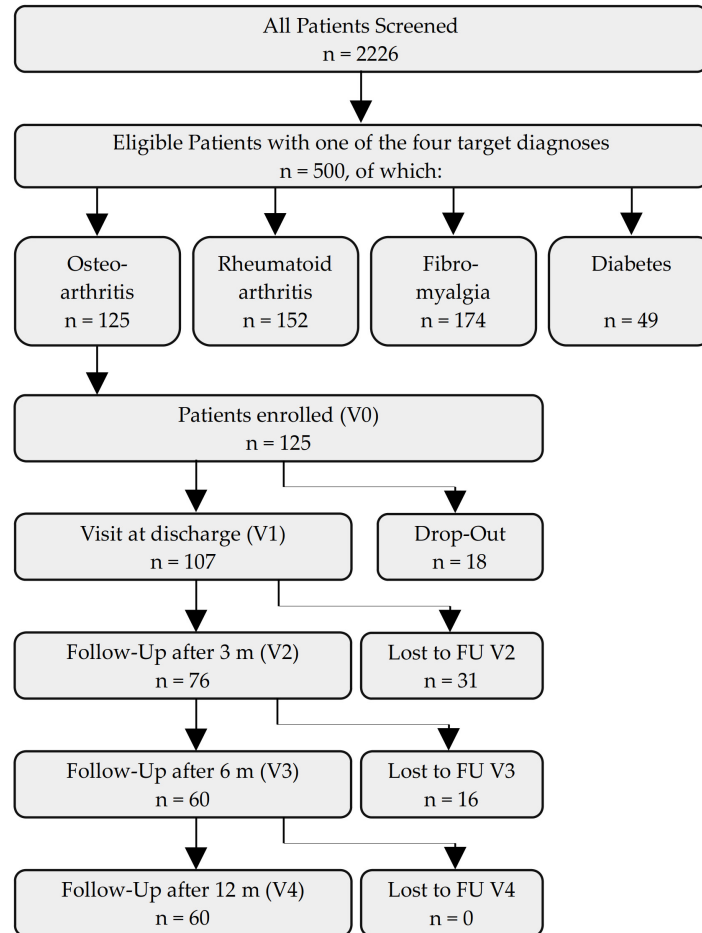 All Patients Screened
n = 2226
Eligible Patients with one of the four target diagnoses
n = 500, of which:
Osteo-
arthritis
n = 125
Rheumatoid
arthritis
n = 152
Fibro-
myalgia
n = 174
Diabetes
n = 49
Patients enrolled (V0)
n = 125
Visit at discharge (V1)
n = 107
Drop-Out
n = 18
Follow-Up after 3 m (V2)
n = 76
Lost to FU V2
n = 31
Follow-Up after 6 m (V3)
n = 60
Lost to FU V3
n = 16
Follow-Up after 12 m (V4)
n = 60
Lost to FU V4
n = 0